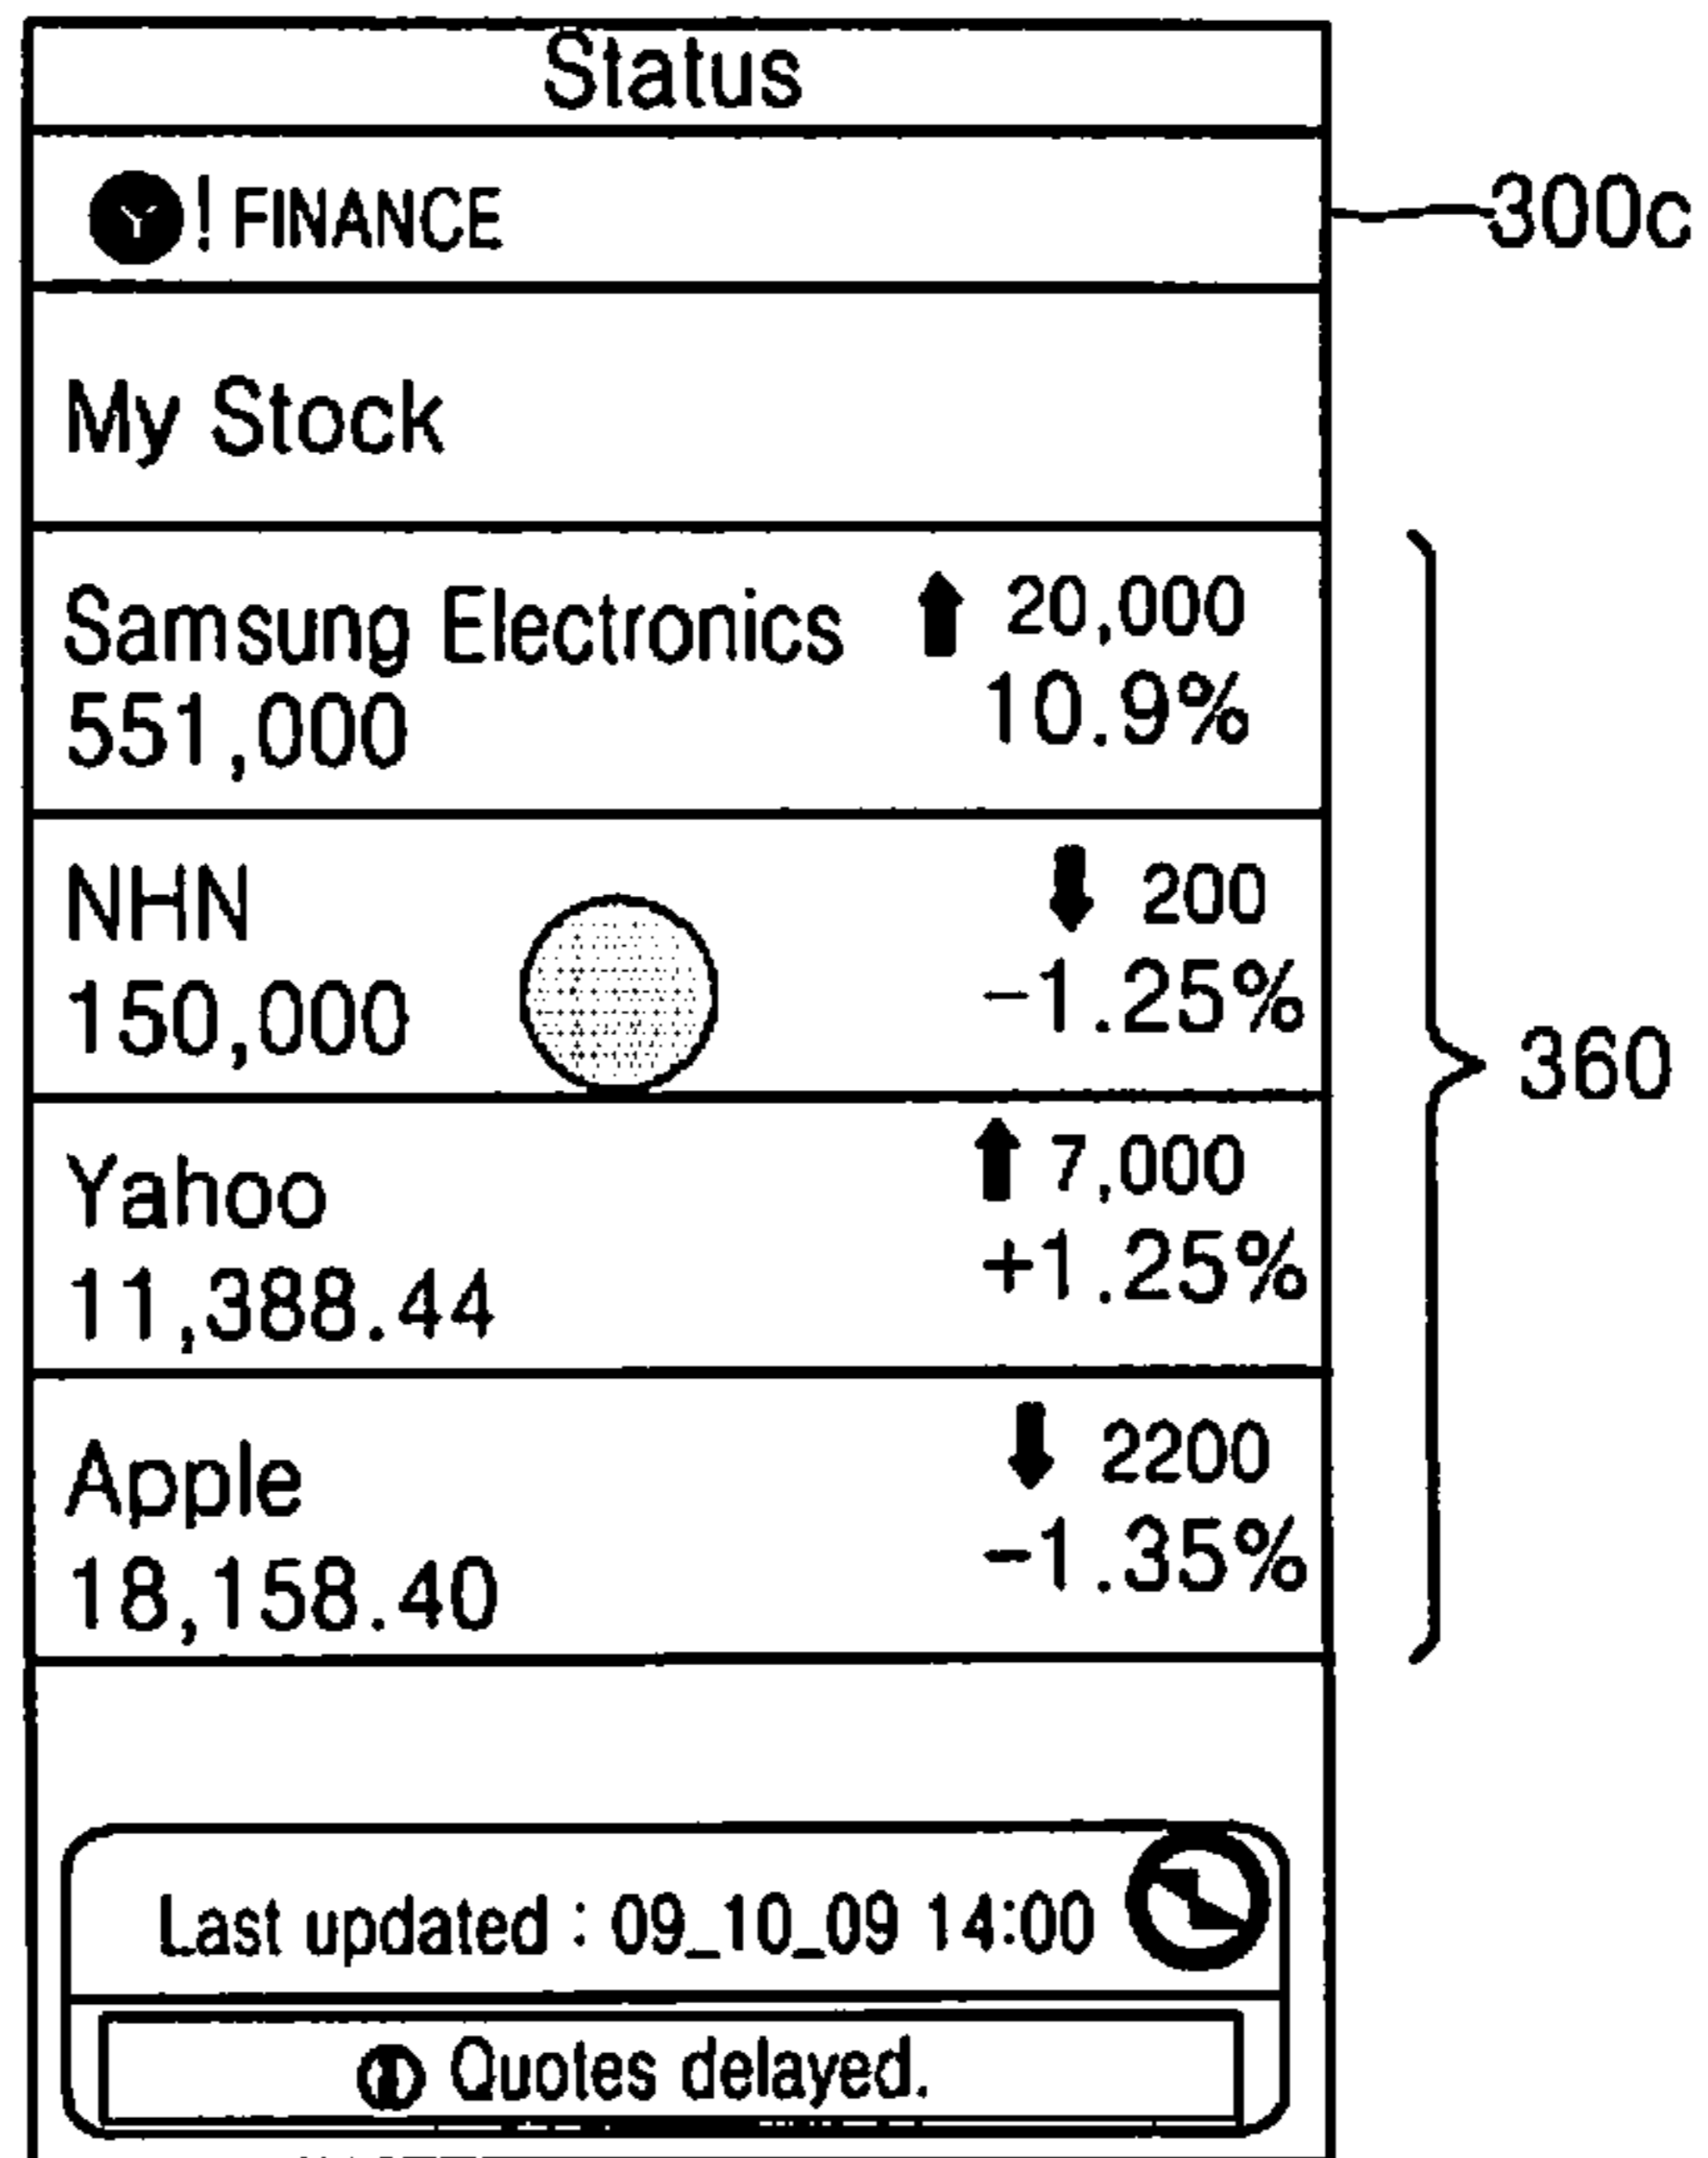 Status
Y! FINANCE
300c
My Stock
Samsung Electronics ⬆ 20,000
551,000 10.9%
NHN ⬇ 200
150,000 -1.25%
360
Yahoo ⬆ 7,000
11,388.44 +1.25%
Apple ⬇ 2200
18,158.40 -1.35%
Last updated : 09_10_09 14:00
Quotes delayed.